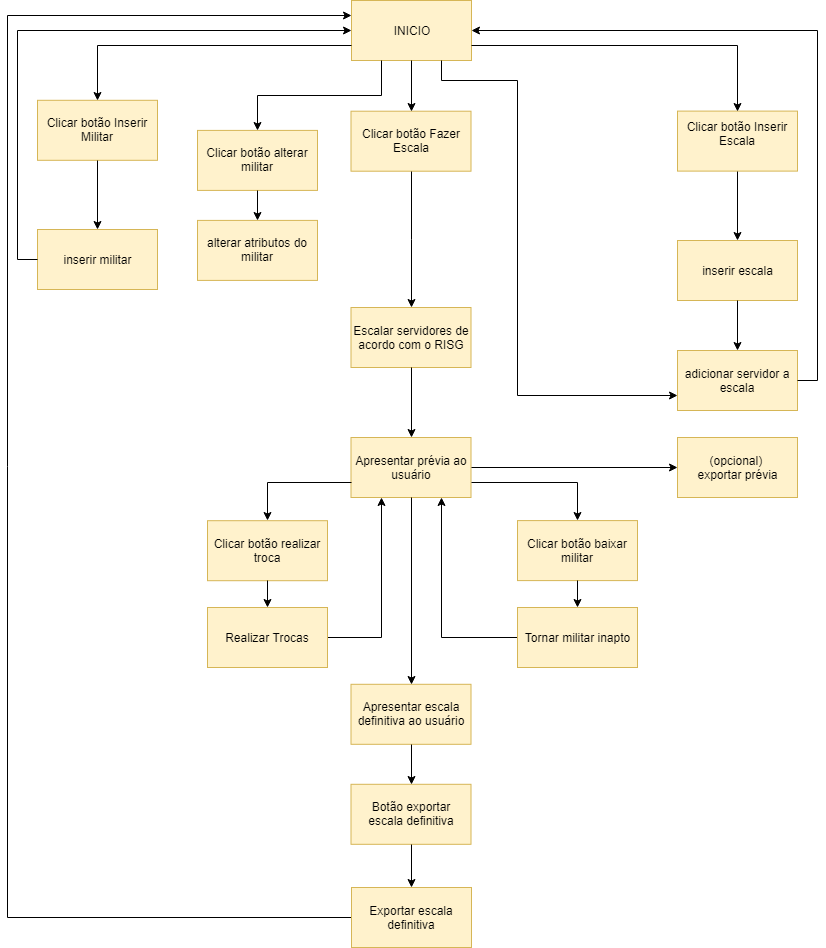 INICIO
Clicar botão Inserir
Militar
Clicar botão alterar
militar
Clicar botão Fazer
Escala
Clicar botão Inserir
Escala
inserir militar
alterar atributos do
militar
inserir escala
Escalar servidores de
acordo com o RISG
adicionar servidor a
escala
Apresentar prévia ao
usuário
(opcional)
exportar prévia
Clicar botão realizar
troca
Clicar botão baixar
militar
Realizar Trocas
Tornar militar inapto
Apresentar escala
definitiva ao usuário
Botão exportar
escala definitiva
Exportar escala
definitiva